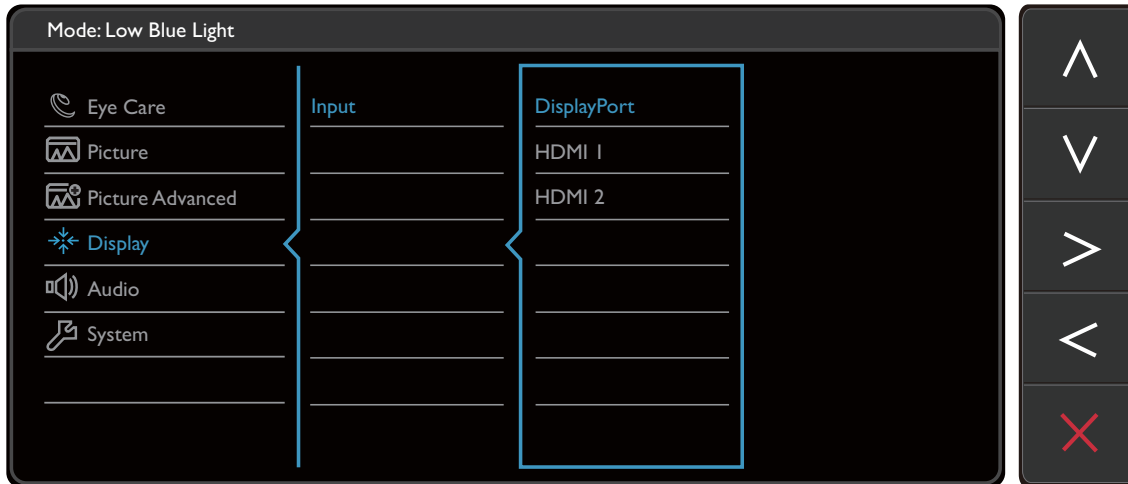 Mode: Low Blue Light
Eye Care
Input
DisplayPort
Picture
HDMI 1
Picture Advanced
HDMI 2
Display
Audio
System